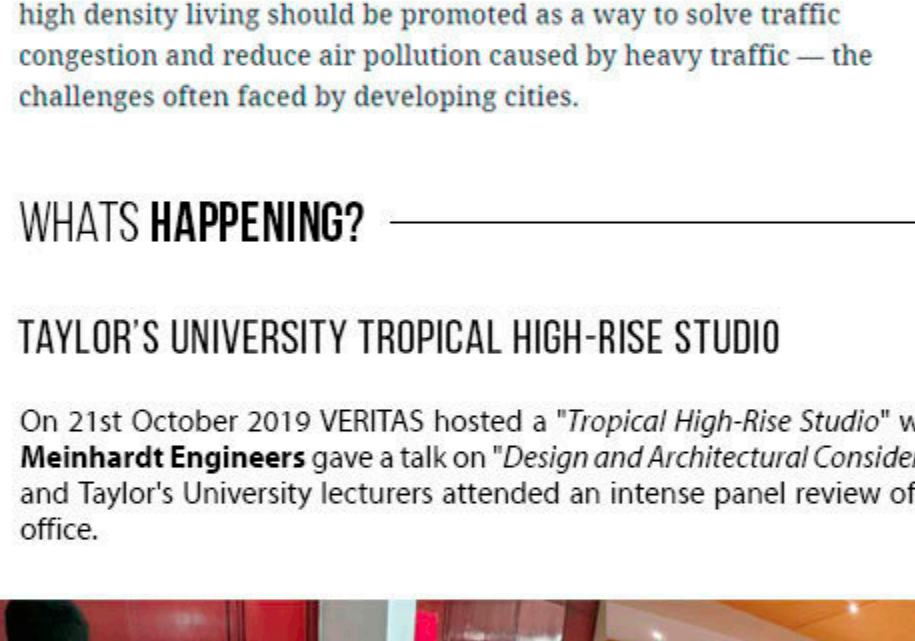 high density living should be promoted as a way to solve traffic
congestion and reduce air pollution caused by heavy traffic — the
challenges often faced by developing cities.
WHATS HAPPENING?
TAYLOR'S UNIVERSITY TROPICAL HIGH-RISE STUDIO
On 21st October 2019 VERITAS hosted a "Tropical High-Rise Studio"
Meinhardt Engineers gave a talk on "Design and Architectural
and Taylor's University lecturers attended an intense panel review of
office.